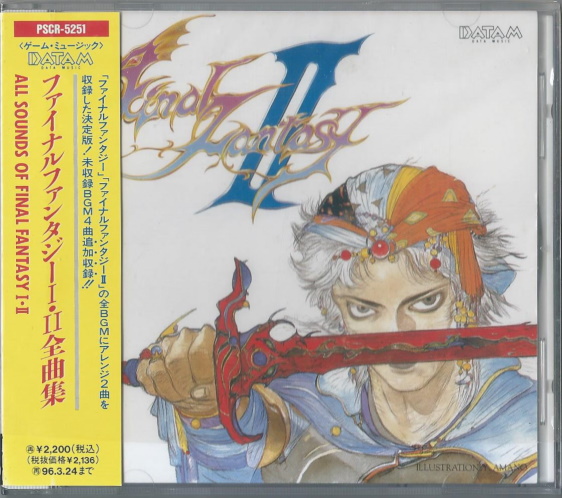 PSCR-5251
〈ゲーム・ミュージック〉
DATAM
DATA MUSIC
ファイナルファンタジーI・II全曲集
ALL SOUNDS OF FINAL FANTASY I・II
「ファイナルファンタジー」「ファイナルファンタジーII」の全BGMにアレンジ2曲を
収録した決定版!未収録BGM4曲追加収録!!
¥2,200(税込)
(税抜価格¥2,136)
96.3.24まで
Final
Fantasy
II
DATAM
DATA MUSIC
ILLUSTRATION/Y. AMANO